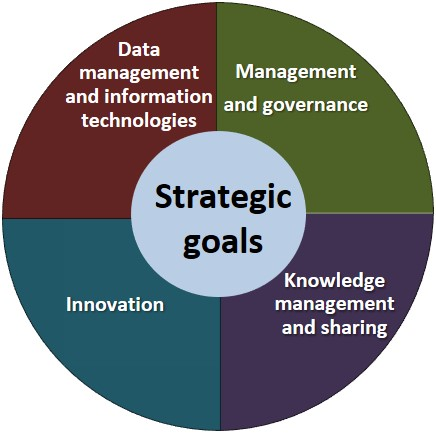 Data
management
and information
technologies
Management
and governance
Strategic
goals
Innovation
Knowledge
management
and sharing